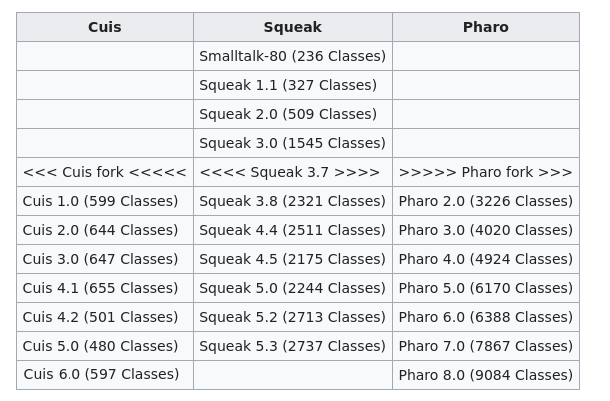 Cuis Squeak Pharo
Smalltalk-80 (236 Classes)
Squeak 1.1 (327 Classes)
Squeak 2.0 (509 Classes)
Squeak 3.0 (1545 Classes)
<<< Cuis fork <<<<< <<<< Squeak 3.7 >>>> >>>>> Pharo fork >>>
Cuis 1.0 (599 Classes) Squeak 3.8 (2321 Classes) Pharo 2.0 (3226 Classes)
Cuis 2.0 (644 Classes) Squeak 4.4 (2511 Classes) Pharo 3.0 (4020 Classes)
Cuis 3.0 (647 Classes) Squeak 4.5 (2175 Classes) Pharo 4.0 (4924 Classes)
Cuis 4.1 (655 Classes) Squeak 5.0 (2244 Classes) Pharo 5.0 (6170 Classes)
Cuis 4.2 (501 Classes) Squeak 5.2 (2713 Classes) Pharo 6.0 (6388 Classes)
Cuis 5.0 (480 Classes) Squeak 5.3 (2737 Classes) Pharo 7.0 (7867 Classes)
Cuis 6.0 (597 Classes) Pharo 8.0 (9084 Classes)